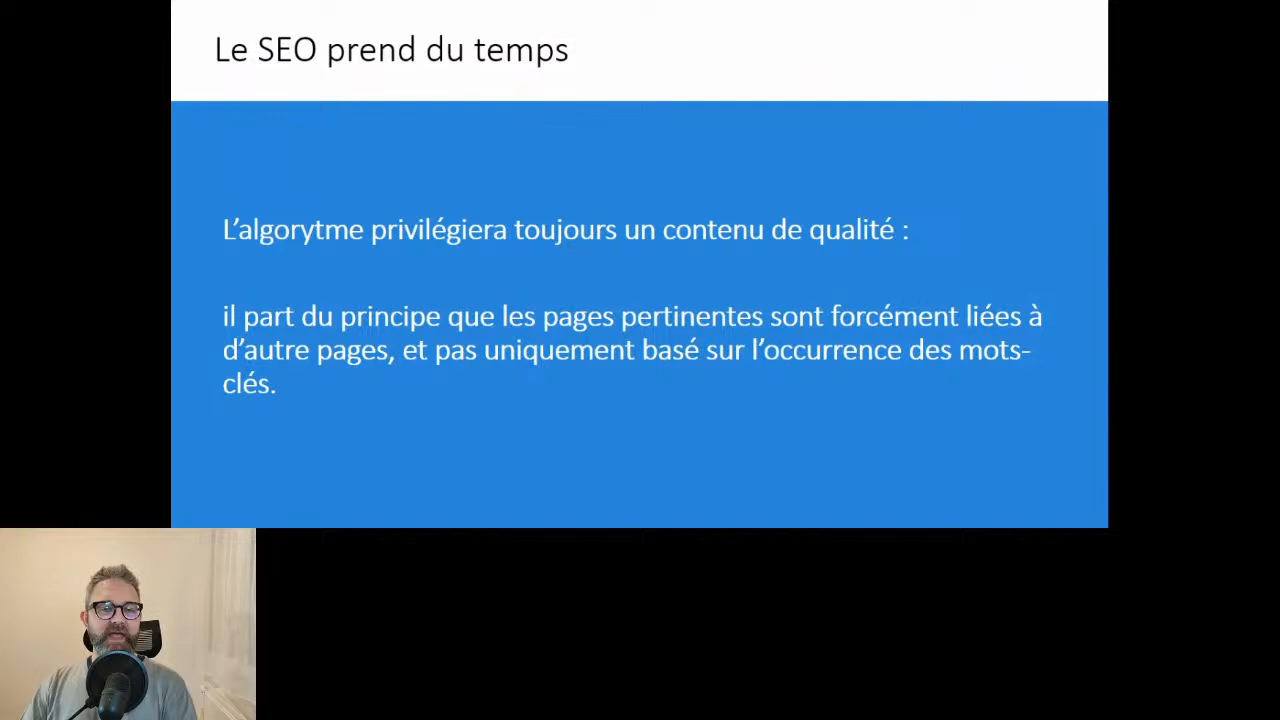 Le SEO prend du temps
L’algorytme privilégiera toujours un contenu de qualité :
il part du principe que les pages pertinentes sont forcément liées à
d’autre pages, et pas uniquement basé sur l’occurrence des mots-
clés.